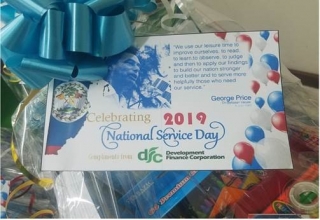 "We use our leisure time to
improve ourselves, to read
to learn to observe, to judge
and then to apply our findings
to build our nation stronger
and better and to serve more
helpfully those who need
our service."
George Price
Celebrating 2019
National Service Day
dfc Development
Finance Corporation